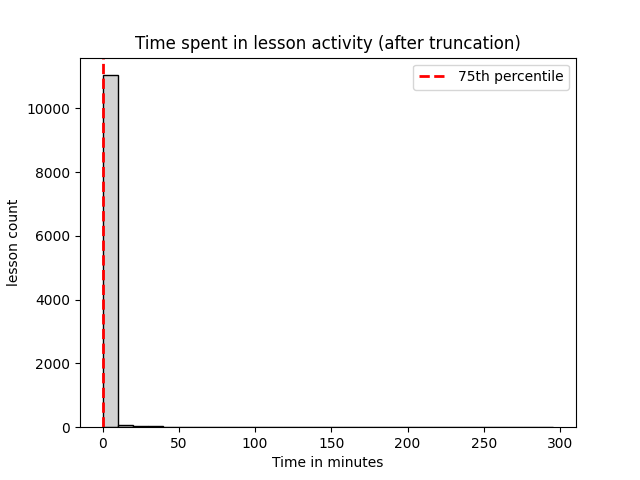 Time spent in lesson activity (after truncation)
75th percentile
10000
8000
6000
4000
2000
0
lesson count
0 50 100 150 200 250 300
Time in minutes